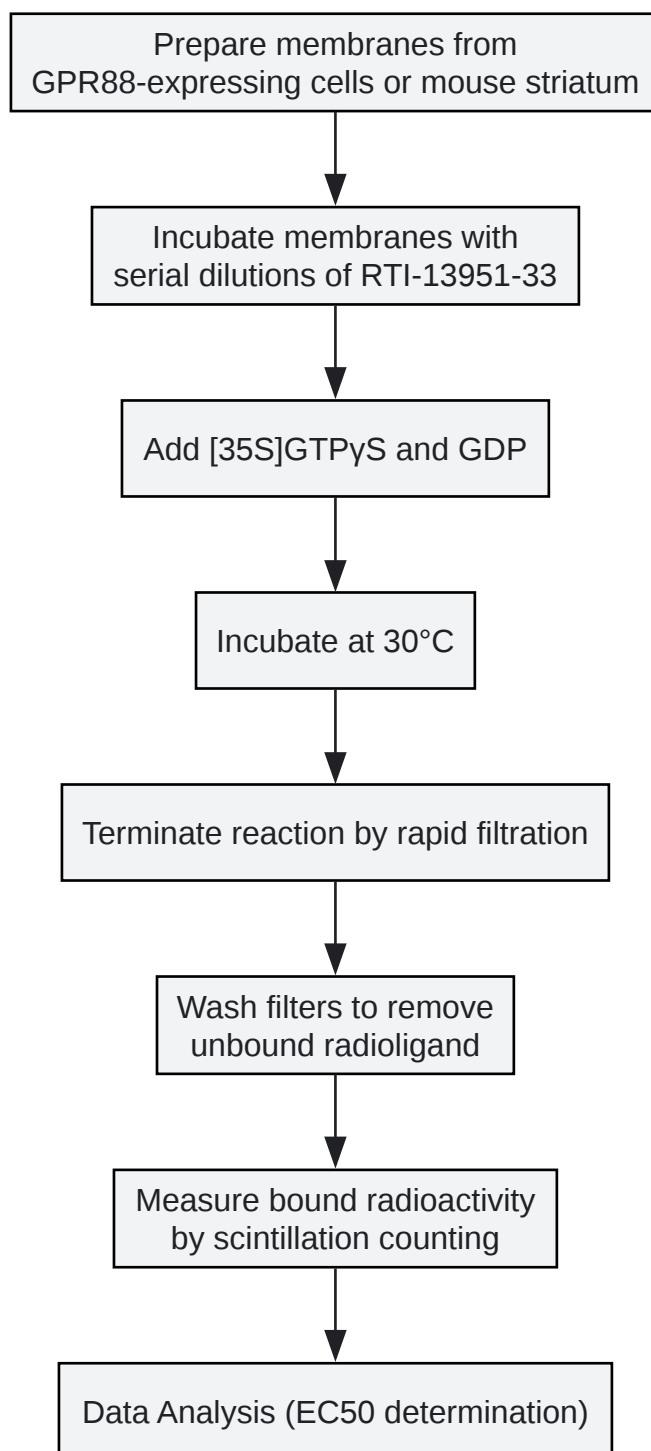 Prepare membranes from
GPR88-expressing cells or mouse striatum
Incubate membranes with
serial dilutions of RTI-13951-33
Add [35S]GTPγS and GDP
Incubate at 30°C
Terminate reaction by rapid filtration
Wash filters to remove
unbound radioligand
Measure bound radioactivity
by scintillation counting
Data Analysis (EC50 determination)